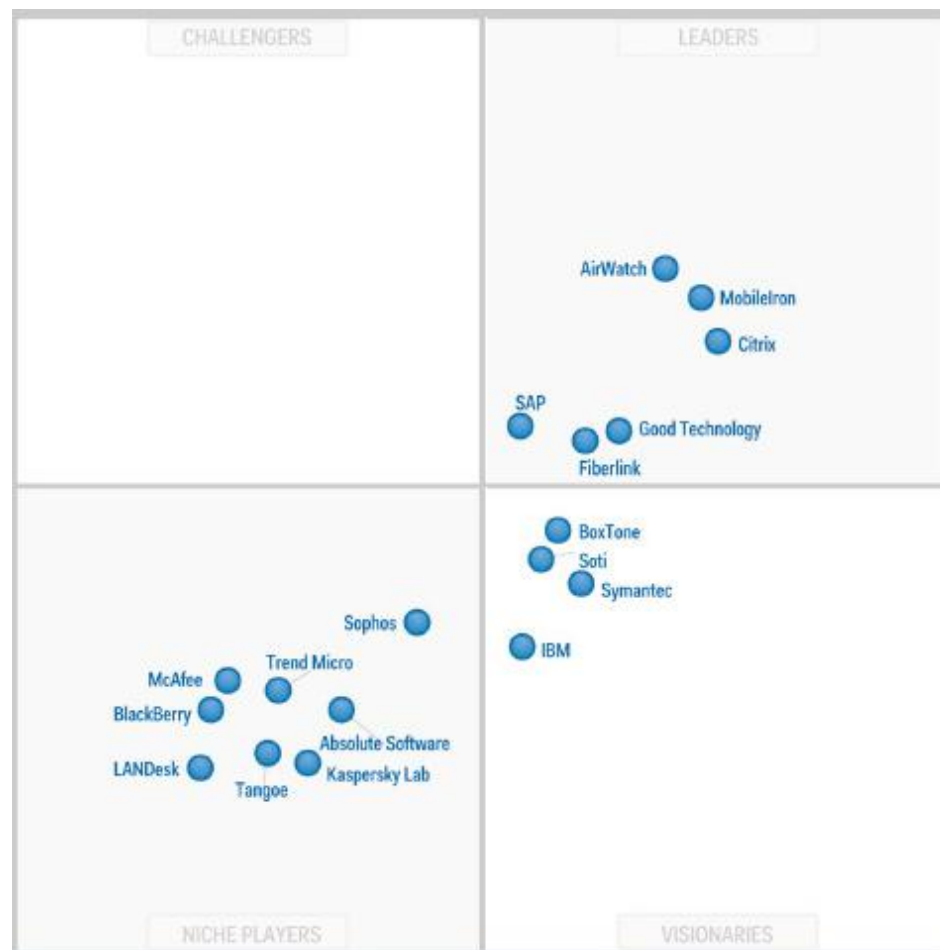 CHALLENGERS
LEADERS
AirWatch
MobileIron
Citrix
SAP
Good Technology
Fiberlink
BoxTone
Soti
Symantec
IBM
Sophos
Trend Micro
McAfee
BlackBerry
Absolute Software
LANDesk
Kaspersky Lab
Tangoe
NICHE PLAYERS
VISIONARIES